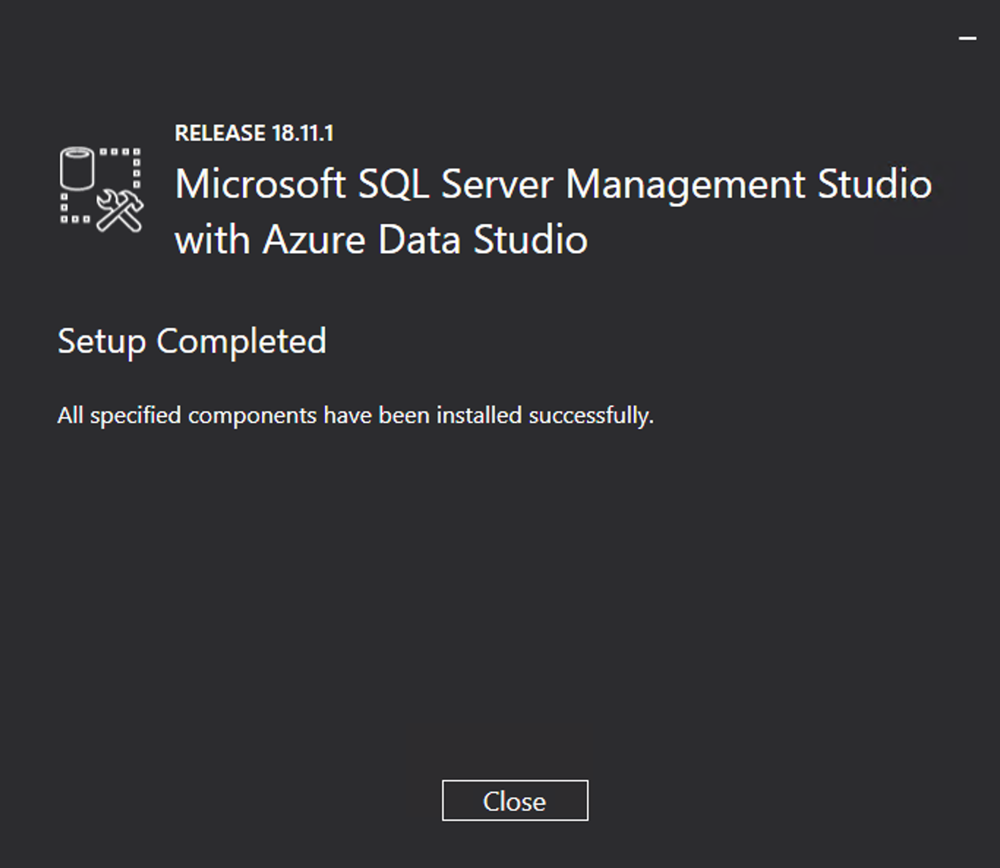 RELEASE 18.11.1
Microsoft SQL Server Management Studio
with Azure Data Studio
Setup Completed
All specified components have been installed successfully.
Close